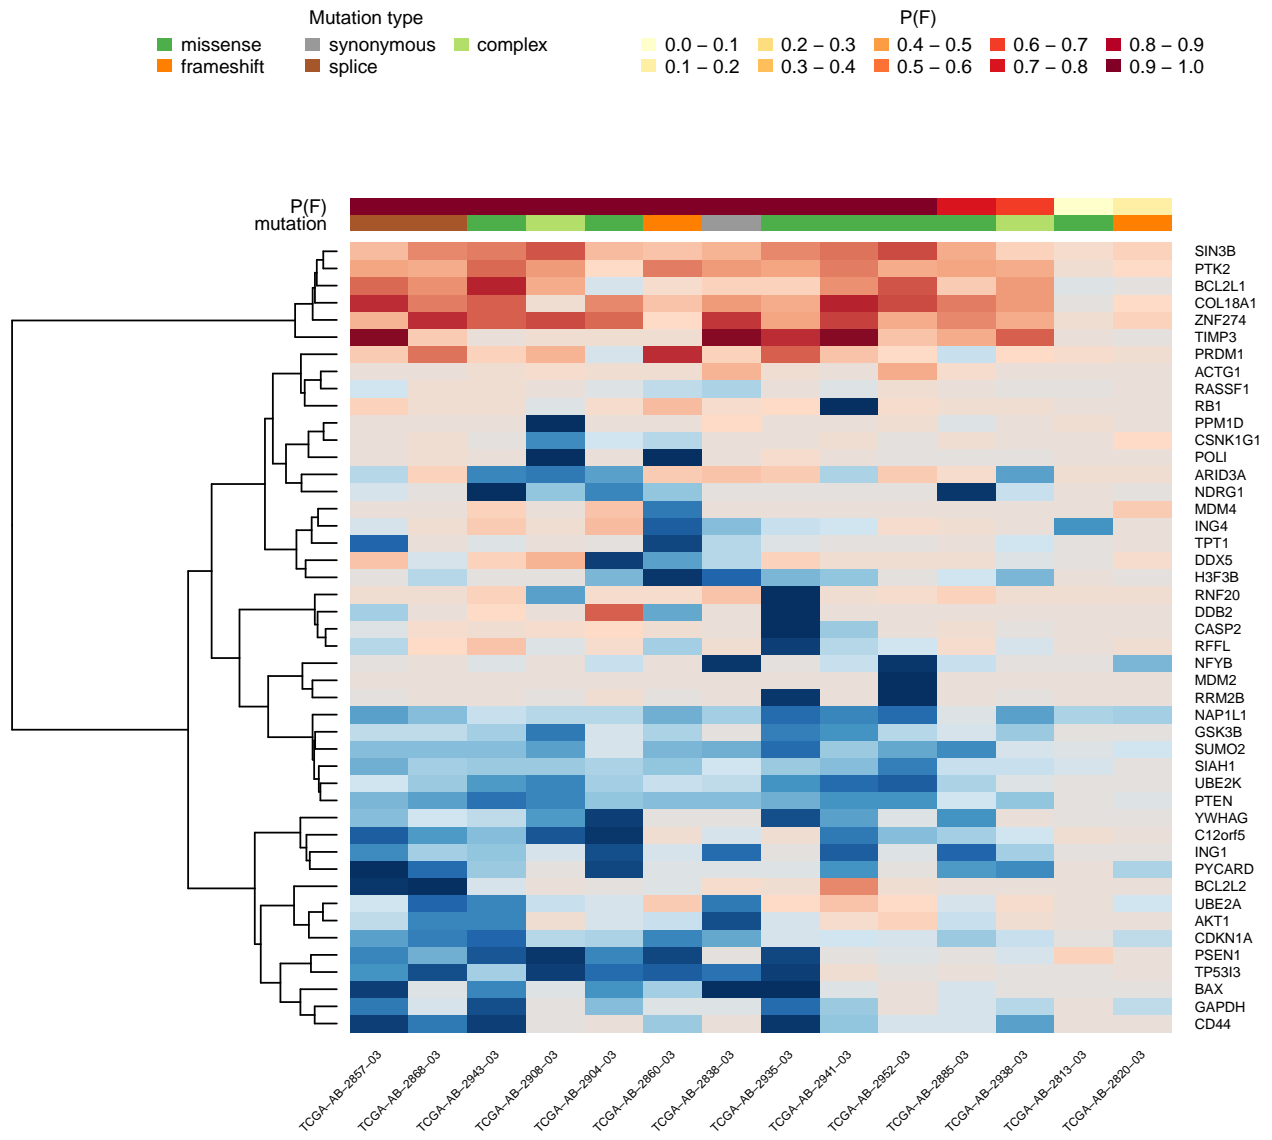 Mutation type P(F)
missense synonymous complex 0.0 – 0.1 0.2 – 0.3 0.4 – 0.5 0.6 – 0.7 0.8 – 0.9
frameshift splice 0.1 – 0.2 0.3 – 0.4 0.5 – 0.6 0.7 – 0.8 0.9 – 1.0
P(F)
mutation
SIN3B
PTK2
BCL2L1
COL18A1
ZNF274
TIMP3
PRDM1
ACTG1
RASSF1
RB1
PPM1D
CSNK1G1
POLI
ARID3A
NDRG1
MDM4
ING4
TPT1
DDX5
H3F3B
RNF20
DDB2
CASP2
RFFL
NFYB
MDM2
RRM2B
NAP1L1
GSK3B
SUMO2
SIAH1
UBE2K
PTEN
YWHAG
C12orf5
ING1
PYCARD
BCL2L2
UBE2A
AKT1
CDKN1A
PSEN1
TP53I3
BAX
GAPDH
CD44
TCGA–AB–2857–03
TCGA–AB–2868–03
TCGA–AB–2943–03
TCGA–AB–2908–03
TCGA–AB–2904–03
TCGA–AB–2860–03
TCGA–AB–2838–03
TCGA–AB–2935–03
TCGA–AB–2941–03
TCGA–AB–2952–03
TCGA–AB–2885–03
TCGA–AB–2938–03
TCGA–AB–2813–03
TCGA–AB–2820–03